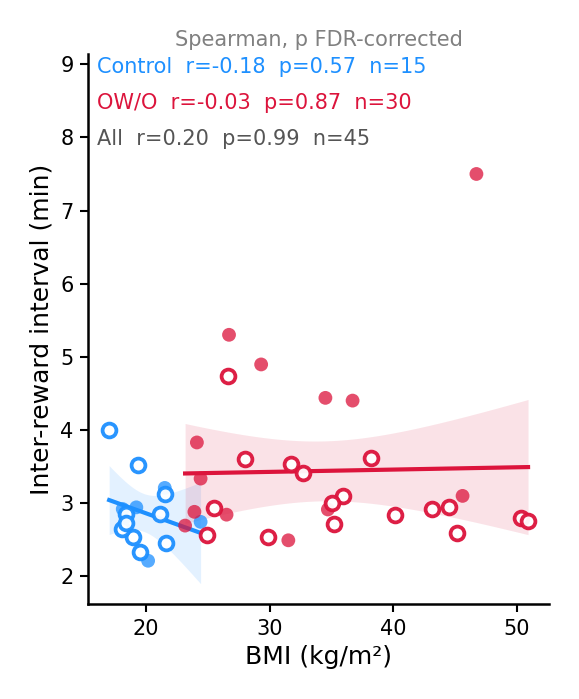 Spearman, p FDR-corrected
Control r=-0.18 p=0.57 n=15
OW/O r=-0.03 p=0.87 n=30
All r=0.20 p=0.99 n=45
Inter-reward interval (min)
9
8
7
6
5
4
3
2
20 30 40 50
BMI (kg/m²)